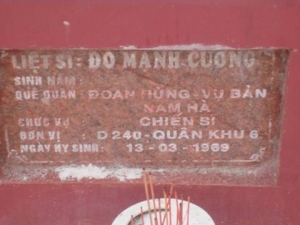 LIỆT SĨ: ĐỖ MẠNH CƯỜNG
SINH NĂM:
QUÊ QUÁN: ĐOÀN HÙNG - VỤ BẢN
NAM HÀ
CHỨC VỤ CHIẾN SĨ
ĐƠN VỊ : D 240 - QUÂN KHU 6
NGÀY HY SINH: 13 - 03 - 1969